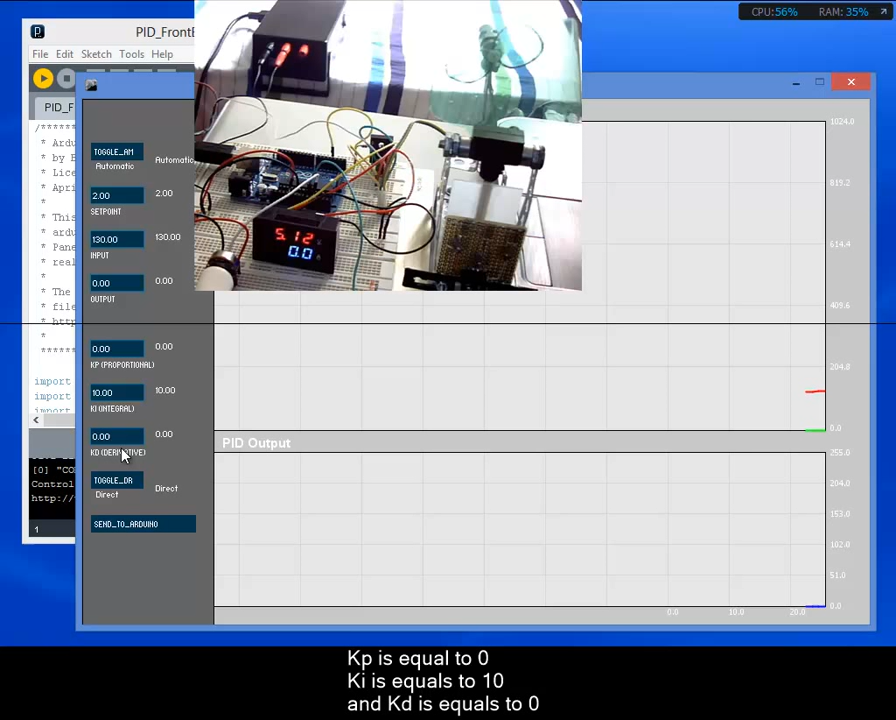 CPU:56% RAM: 35%
PID_FrontE
File Edit Sketch Tools Help
PID_F
/*******
* Ardu
* by B
* Lice
* Apri
*
* This
* ardu
* Pane
* real
*
* The
* file
* http
*
******
import
import
import
[0] "CO
Control
http://
1
TOGGLE_AM
Automatic
Automatic
2.00
2.00
SETPOINT
130.00
130.00
INPUT
0.00
0.00
OUTPUT
0.00
0.00
KP (PROPORTIONAL)
10.00
10.00
KI (INTEGRAL)
0.00
0.00
KD (DERIVATIVE)
TOGGLE_DR
Direct
Direct
SEND_TO_ARDUINO
5.12
0.0
1024.0
819.2
614.4
409.6
204.8
0.0
PID Output
255.0
204.0
153.0
102.0
51.0
0.0
0.0 10.0 20.0
Kp is equal to 0
Ki is equals to 10
and Kd is equals to 0